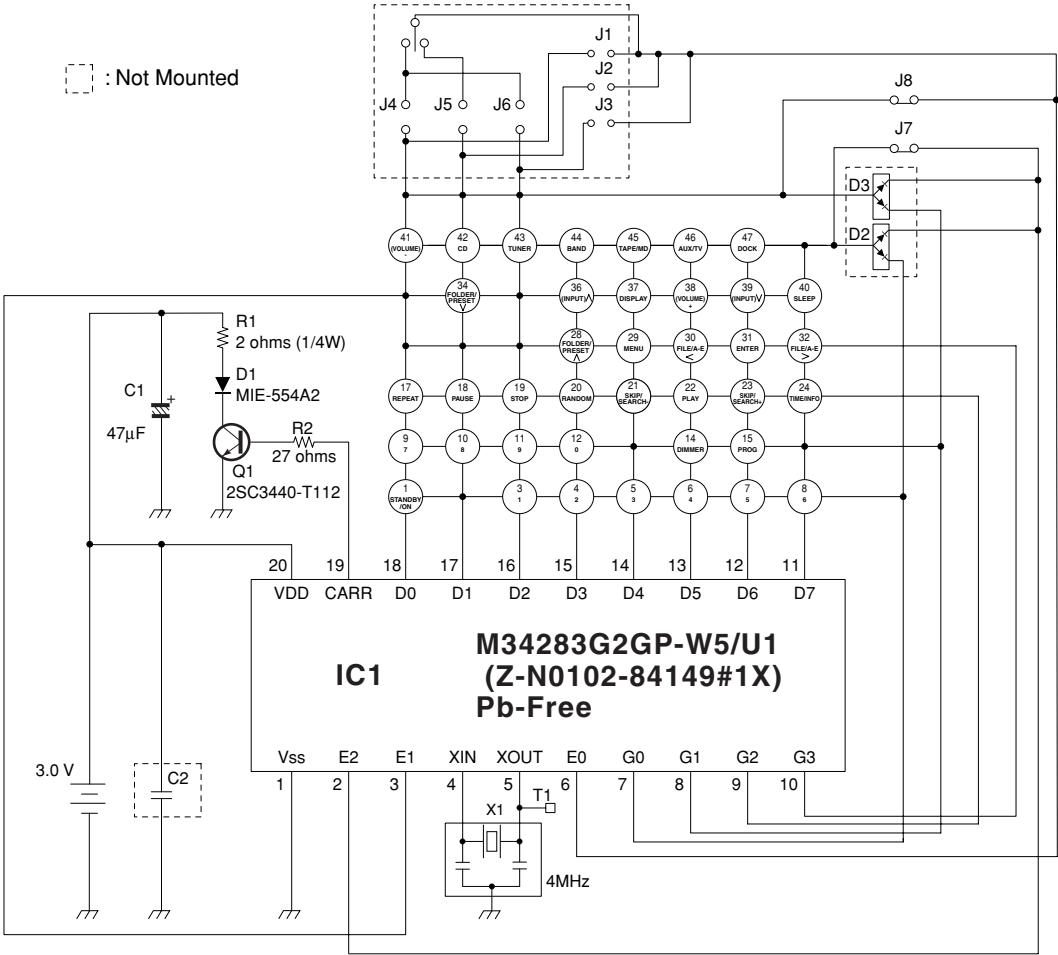 : Not Mounted
J1
J2
J3
J4 J5 J6
J8
J7
D3
D2
41 (VOLUME) -
42 CD
43 TUNER
44 BAND
45 TAPE/MD
46 AUX/TV
47 DOCK
34 FOLDER/ PRESET ∨
36 (INPUT)∧
37 DISPLAY
38 (VOLUME) +
39 (INPUT)∨
40 SLEEP
28 FOLDER/ PRESET ∧
29 MENU
30 FILE/A-E <
31 ENTER
32 FILE/A-E >
17 REPEAT
18 PAUSE
19 STOP
20 RANDOM
21 SKIP/ SEARCH-
22 PLAY
23 SKIP/ SEARCH+
24 TIME/INFO
9 7
10 8
11 9
12 0
14 DIMMER
15 PROG
1 STANDBY /ON
3 1
4 2
5 3
6 4
7 5
8 6
R1
2 ohms (1/4W)
D1
MIE-554A2
C1
+
47μF
R2
27 ohms
Q1
2SC3440-T112
20 19 18 17 16 15 14 13 12 11
VDD CARR D0 D1 D2 D3 D4 D5 D6 D7
IC1
M34283G2GP-W5/U1
(Z-N0102-84149#1X)
Pb-Free
Vss E2 E1 XIN XOUT E0 G0 G1 G2 G3
1 2 3 4 5 6 7 8 9 10
3.0 V
C2
T1
X1
4MHz